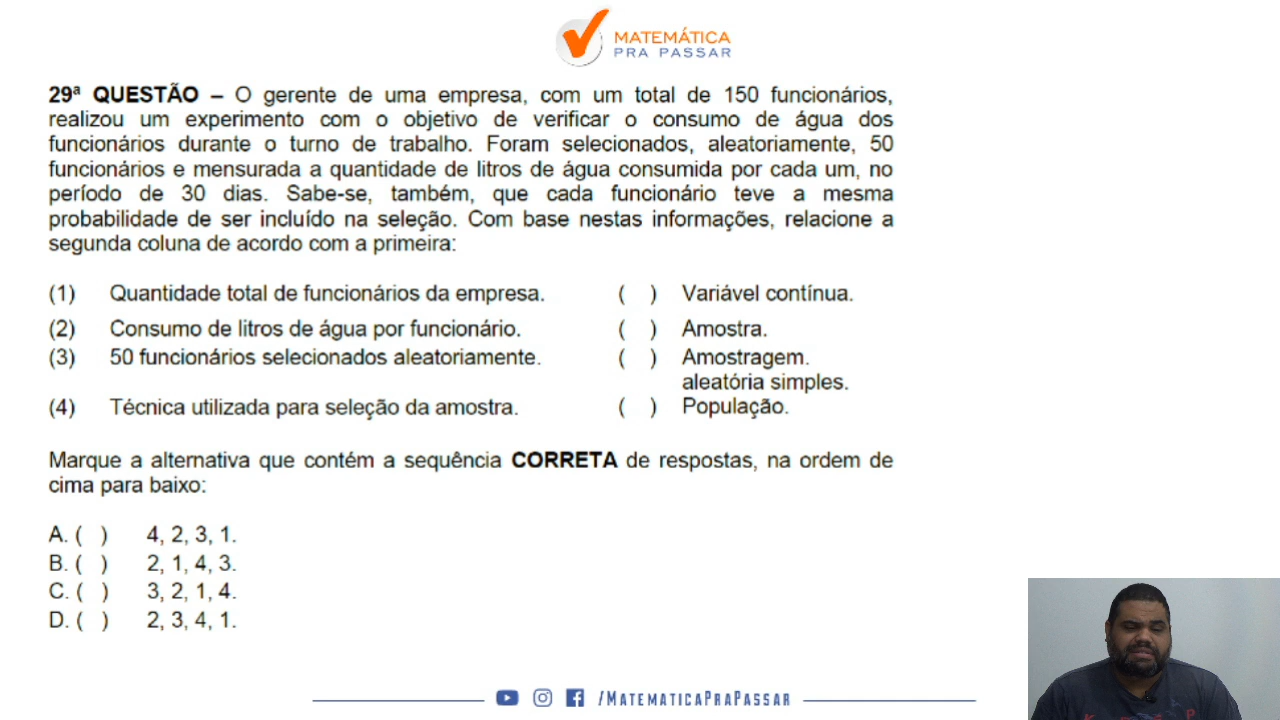 MATEMÁTICA
PRA PASSAR
29ª QUESTÃO – O gerente de uma empresa, com um total de 150 funcionários,
realizou um experimento com o objetivo de verificar o consumo de água dos
funcionários durante o turno de trabalho. Foram selecionados, aleatoriamente, 50
funcionários e mensurada a quantidade de litros de água consumida por cada um, no
período de 30 dias. Sabe-se, também, que cada funcionário teve a mesma
probabilidade de ser incluído na seleção. Com base nestas informações, relacione a
segunda coluna de acordo com a primeira:
(1) Quantidade total de funcionários da empresa. ( ) Variável contínua.
(2) Consumo de litros de água por funcionário. ( ) Amostra.
(3) 50 funcionários selecionados aleatoriamente. ( ) Amostragem.
aleatória simples.
(4) Técnica utilizada para seleção da amostra. ( ) População.
Marque a alternativa que contém a sequência CORRETA de respostas, na ordem de
cima para baixo:
A. ( ) 4, 2, 3, 1.
B. ( ) 2, 1, 4, 3.
C. ( ) 3, 2, 1, 4.
D. ( ) 2, 3, 4, 1.
/MATEMATICAPRAPASSAR